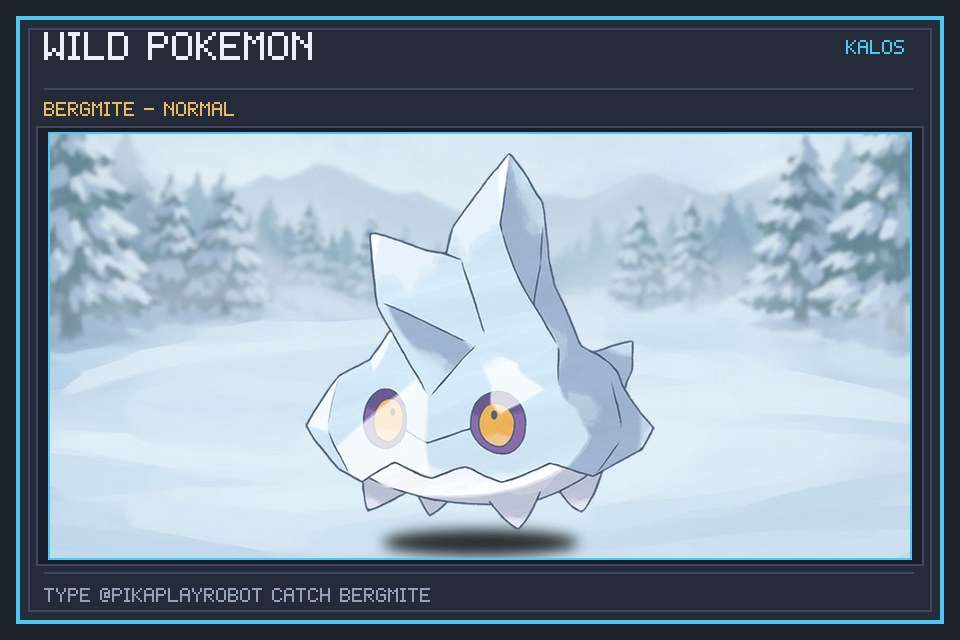 WILD POKEMON
KALOS
BERGMITE - NORMAL
TYPE @PIKAPLAYROBOT CATCH BERGMITE